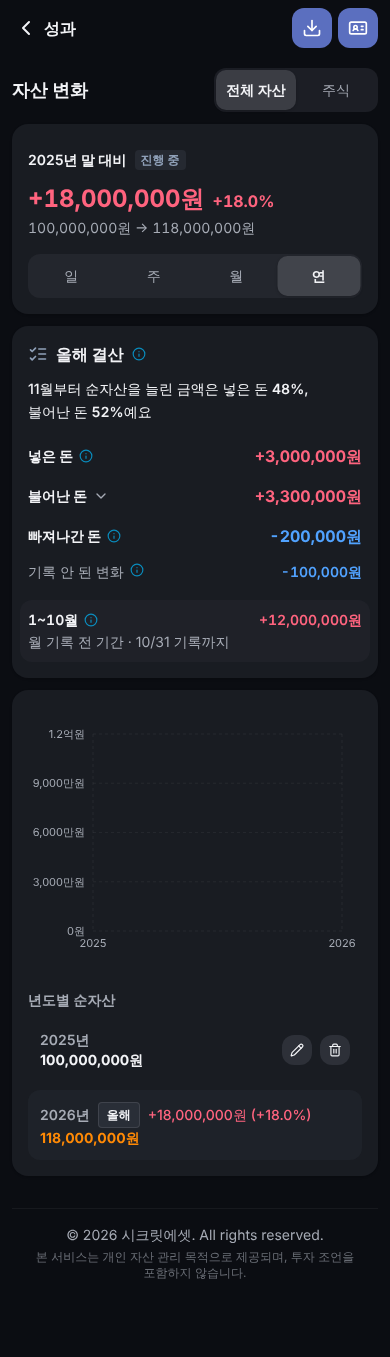 성과
자산 변화
전체 자산 주식
2025년 말 대비 진행 중
+18,000,000원 +18.0%
100,000,000원 → 118,000,000원
일 주 월 연
올해 결산
11월부터 순자산을 늘린 금액은 넣은 돈 48%,
불어난 돈 52%예요
넣은 돈 +3,000,000원
불어난 돈 +3,300,000원
빠져나간 돈 -200,000원
기록 안 된 변화 -100,000원
1~10월 +12,000,000원
월 기록 전 기간 · 10/31 기록까지
1.2억원
9,000만원
6,000만원
3,000만원
0원
2025 2026
년도별 순자산
2025년
100,000,000원
2026년 올해 +18,000,000원 (+18.0%)
118,000,000원
© 2026 시크릿에셋. All rights reserved.
본 서비스는 개인 자산 관리 목적으로 제공되며, 투자 조언을
포함하지 않습니다.